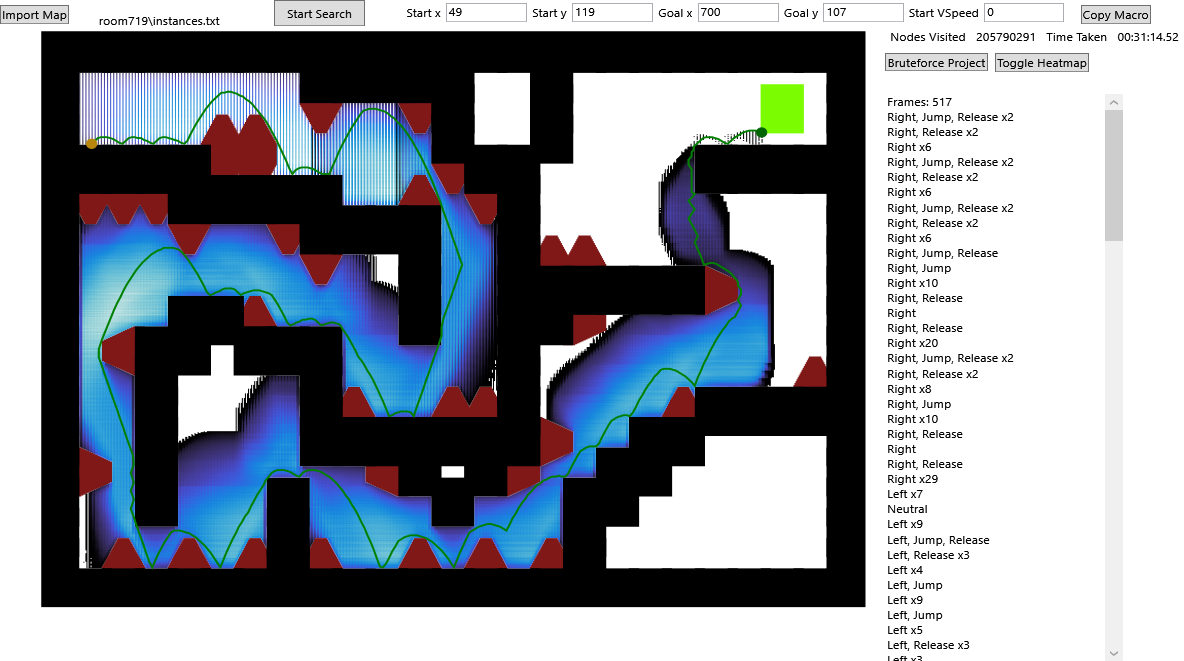 Import Map
room719\instances.txt
Start Search
Start x 49 Start y 119 Goal x 700 Goal y 107 Start VSpeed 0
Copy Macro
Nodes Visited 205790291 Time Taken 00:31:14.52
Bruteforce Project Toggle Heatmap
Frames: 517
Right, Jump, Release x2
Right, Release x2
Right x6
Right, Jump, Release x2
Right, Release x2
Right x6
Right, Jump, Release x2
Right, Release x2
Right x6
Right, Jump, Release
Right, Jump
Right x10
Right, Release
Right
Right, Release
Right x20
Right, Jump, Release x2
Right, Release x2
Right x8
Right, Jump
Right x10
Right, Release
Right
Right, Release
Right x29
Left x7
Neutral
Left x9
Left, Jump, Release
Left, Release x3
Left x4
Left, Jump
Left x9
Left, Jump
Left x5
Left, Release x3
Left x3